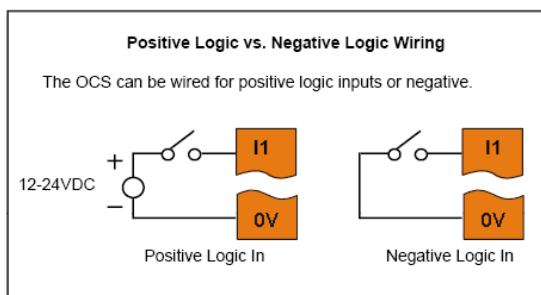 Positive Logic vs. Negative Logic Wiring
The OCS can be wired for positive logic inputs or negative.
I1
I1
+
12-24VDC
−
0V
0V
Positive Logic In
Negative Logic In